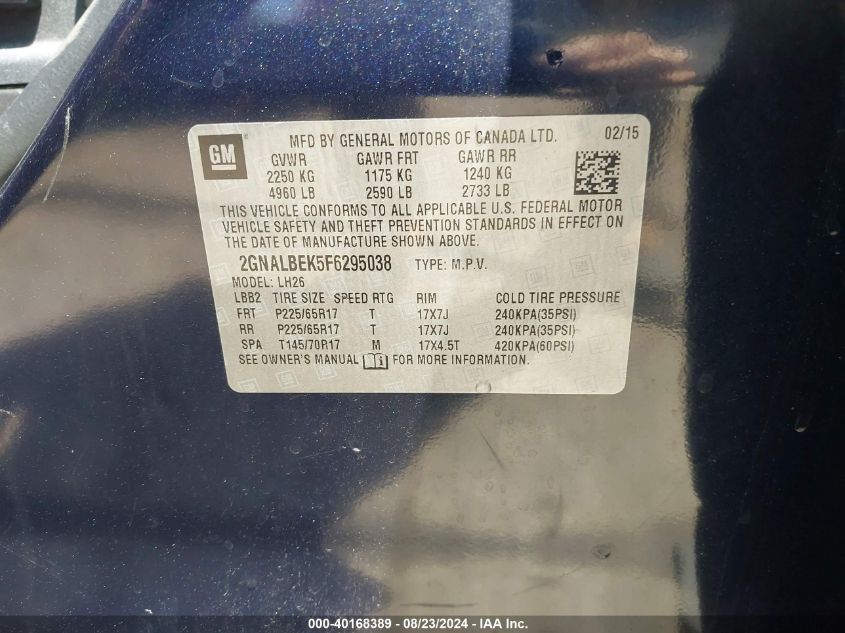 GM
MFD BY GENERAL MOTORS OF CANADA LTD. 02/15
GVWR GAWR FRT GAWR RR
2250 KG 1175 KG 1240 KG
4960 LB 2590 LB 2733 LB
THIS VEHICLE CONFORMS TO ALL APPLICABLE U.S. FEDERAL MOTOR
VEHICLE SAFETY AND THEFT PREVENTION STANDARDS IN EFFECT ON
THE DATE OF MANUFACTURE SHOWN ABOVE.
2GNALBEK5F6295038 TYPE: M.P.V.
MODEL: LH26
LBB2 TIRE SIZE SPEED RTG RIM COLD TIRE PRESSURE
FRT P225/65R17 T 17X7J 240KPA(35PSI)
RR P225/65R17 T 17X7J 240KPA(35PSI)
SPA T145/70R17 M 17X4.5T 420KPA(60PSI)
SEE OWNER'S MANUAL FOR MORE INFORMATION.
000-40168389 - 08/23/2024 - IAA Inc.